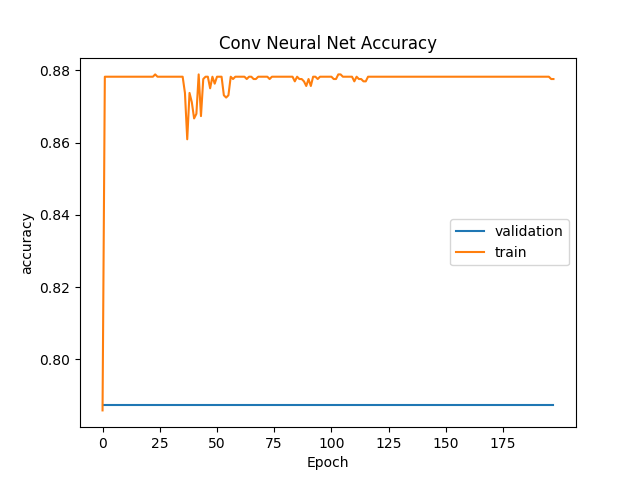 Conv Neural Net Accuracy
0.88
0.86
0.84
0.82
0.80
accuracy
validation
train
0 25 50 75 100 125 150 175
Epoch